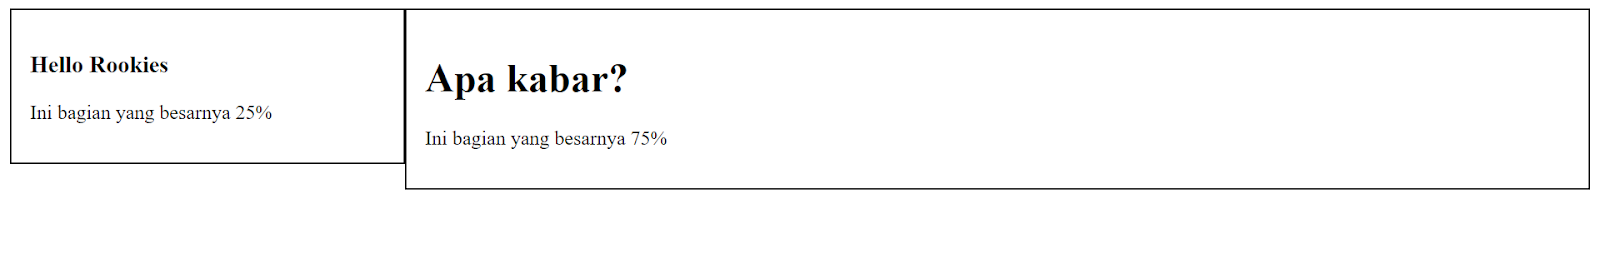 Hello Rookies
Ini bagian yang besarnya 25%
Apa kabar?
Ini bagian yang besarnya 75%